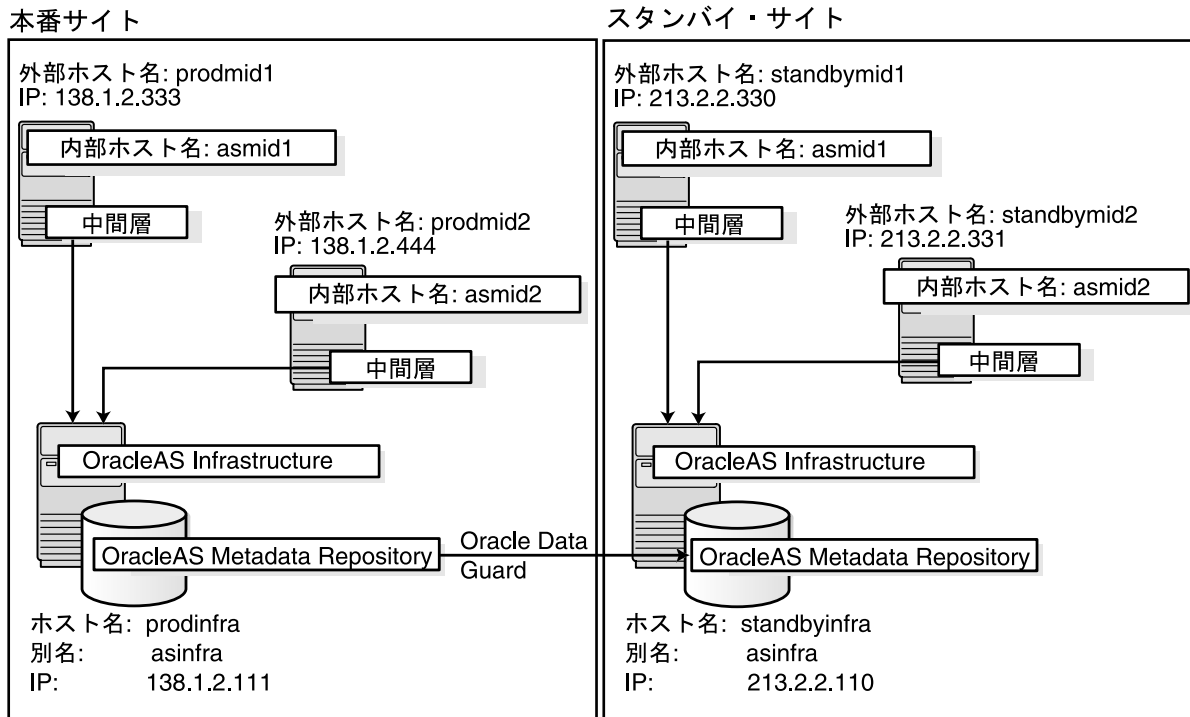 本番サイト
外部ホスト名: prodmid1
IP: 138.1.2.333
内部ホスト名: asmid1
中間層
外部ホスト名: prodmid2
IP: 138.1.2.444
内部ホスト名: asmid2
中間層
OracleAS Infrastructure
OracleAS Metadata Repository
Oracle Data
Guard
ホスト名: prodinfra
別名: asinfra
IP: 138.1.2.111
スタンバイ・サイト
外部ホスト名: standbymid1
IP: 213.2.2.330
内部ホスト名: asmid1
中間層
外部ホスト名: standbymid2
IP: 213.2.2.331
内部ホスト名: asmid2
中間層
OracleAS Infrastructure
OracleAS Metadata Repository
ホスト名: standbyinfra
別名: asinfra
IP: 213.2.2.110